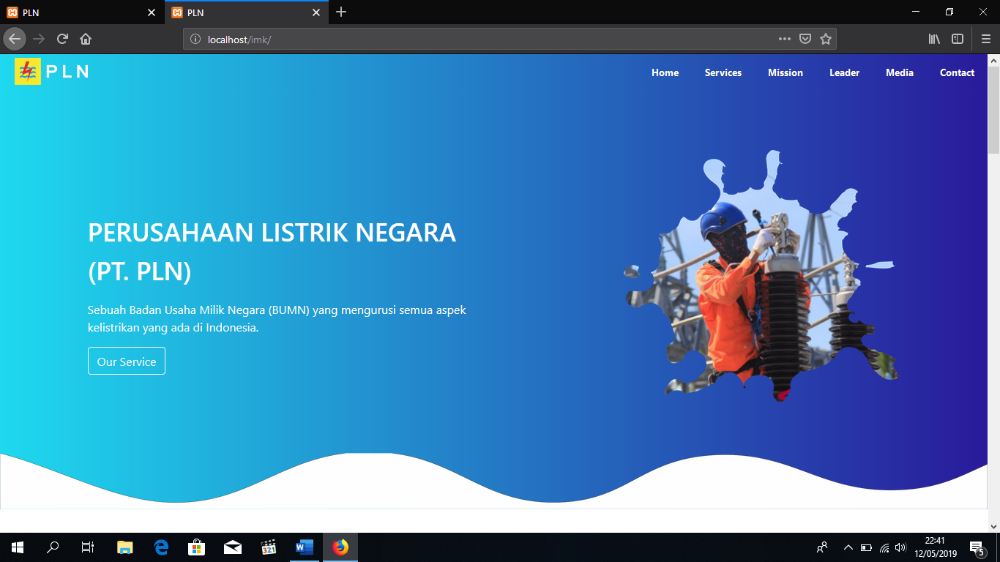 PLN
PLN
localhost/imk/
PLN
Home Services Mission Leader Media Contact
PERUSAHAAN LISTRIK NEGARA
(PT. PLN)
Sebuah Badan Usaha Milik Negara (BUMN) yang mengurusi semua aspek
kelistrikan yang ada di Indonesia.
Our Service
321
22:41
12/05/2019
5